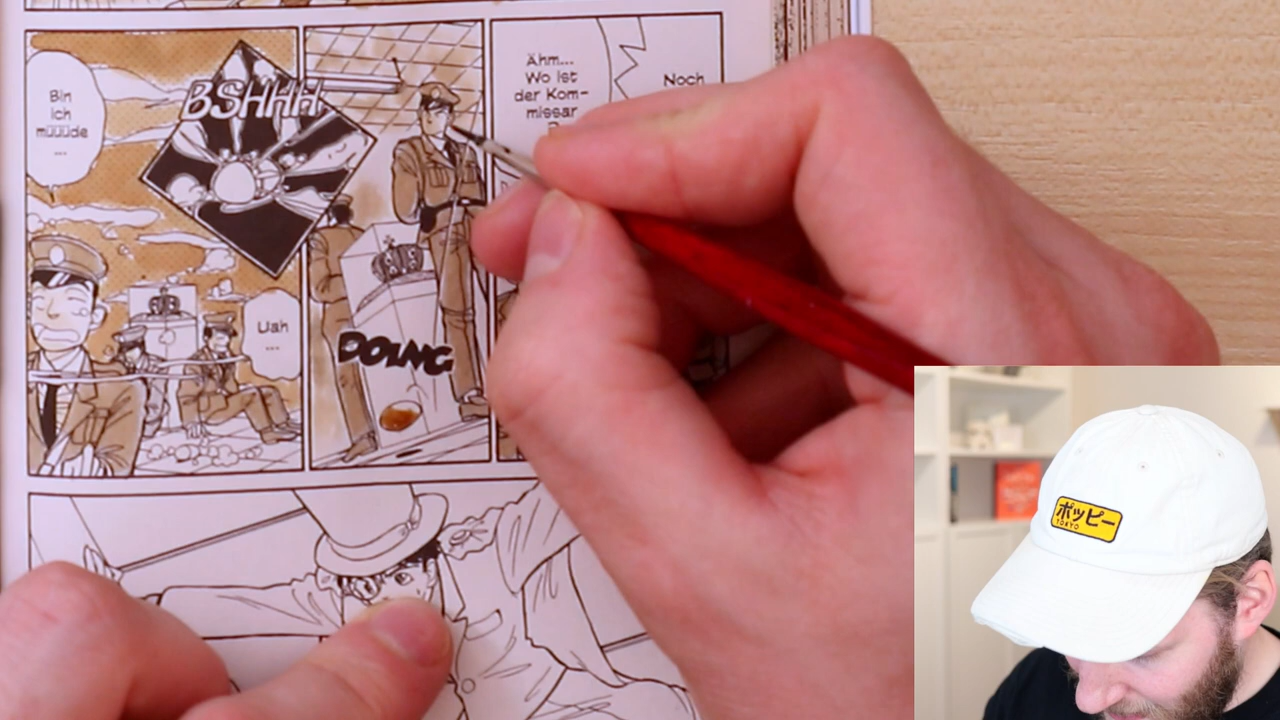 Bin
ich
müüüde
...
BSHHH
Uah
...
DOING
Ähm...
Wo ist
der Kom-
missar
Noch
ポッピー
TOKYO